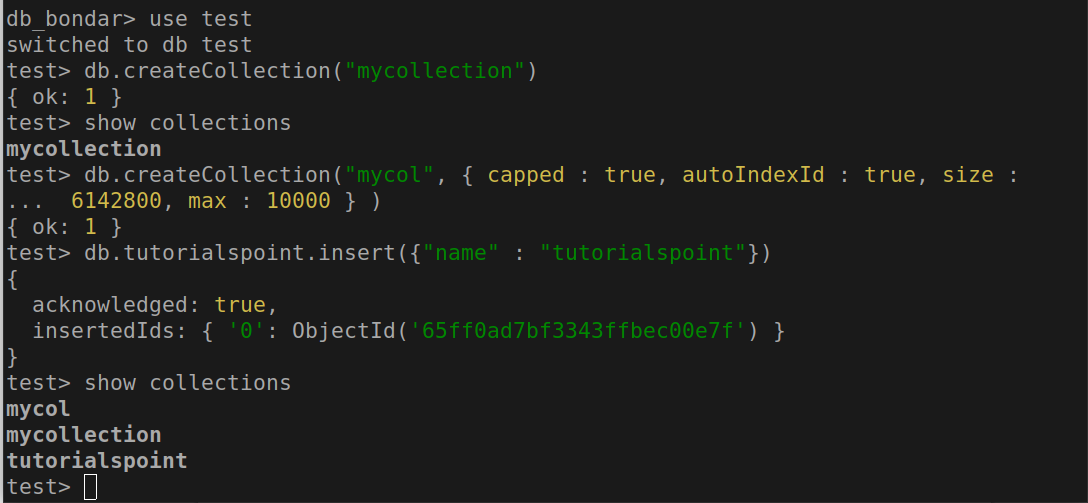 db_bondar> use test
switched to db test
test> db.createCollection("mycollection")
{ ok: 1 }
test> show collections
mycollection
test> db.createCollection("mycol", { capped : true, autoIndexId : true, size :
...  6142800, max : 10000 } )
{ ok: 1 }
test> db.tutorialspoint.insert({"name" : "tutorialspoint"})
{
  acknowledged: true,
  insertedIds: { '0': ObjectId('65ff0ad7bf3343ffbec00e7f') }
}
test> show collections
mycol
mycollection
tutorialspoint
test>